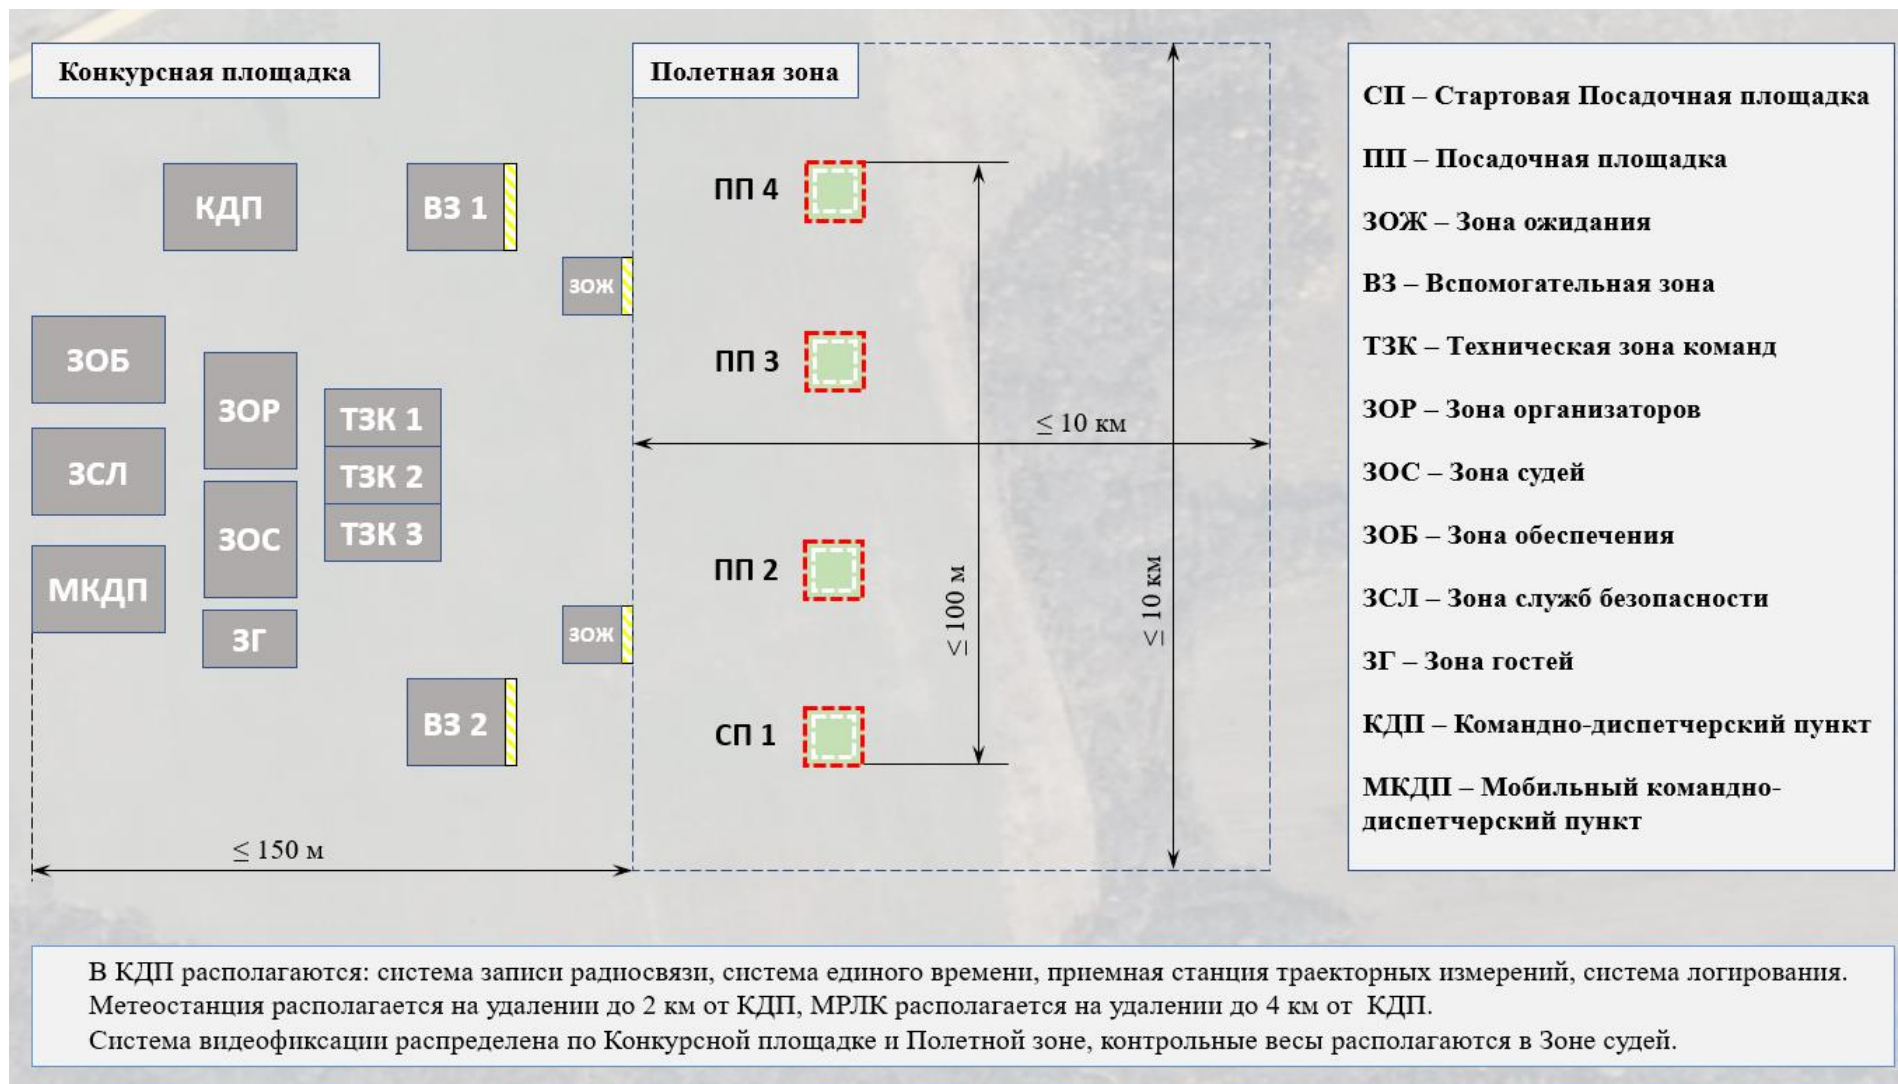 Конкурсная площадка
Полетная зона
КДП
ВЗ 1
ЗОЖ
ЗОБ
ЗОР
ТЗК 1
ЗСЛ
ТЗК 2
ЗОС
ТЗК 3
МКДП
ЗГ
ЗОЖ
ВЗ 2
≤ 150 м
ПП 4
ПП 3
≤ 10 км
ПП 2
≤ 100 м
≤ 10 км
СП 1
СП – Стартовая Посадочная площадка
ПП – Посадочная площадка
ЗОЖ – Зона ожидания
ВЗ – Вспомогательная зона
ТЗК – Техническая зона команд
ЗОР – Зона организаторов
ЗОС – Зона судей
ЗОБ – Зона обеспечения
ЗСЛ – Зона служб безопасности
ЗГ – Зона гостей
КДП – Командно-диспетчерский пункт
МКДП – Мобильный командно-
диспетчерский пункт
В КДП располагаются: система записи радиосвязи, система единого времени, приемная станция траекторных измерений, система логирования.
Метеостанция располагается на удалении до 2 км от КДП, МРЛК располагается на удалении до 4 км от КДП.
Система видеофиксации распределена по Конкурсной площадке и Полетной зоне, контрольные весы располагаются в Зоне судей.